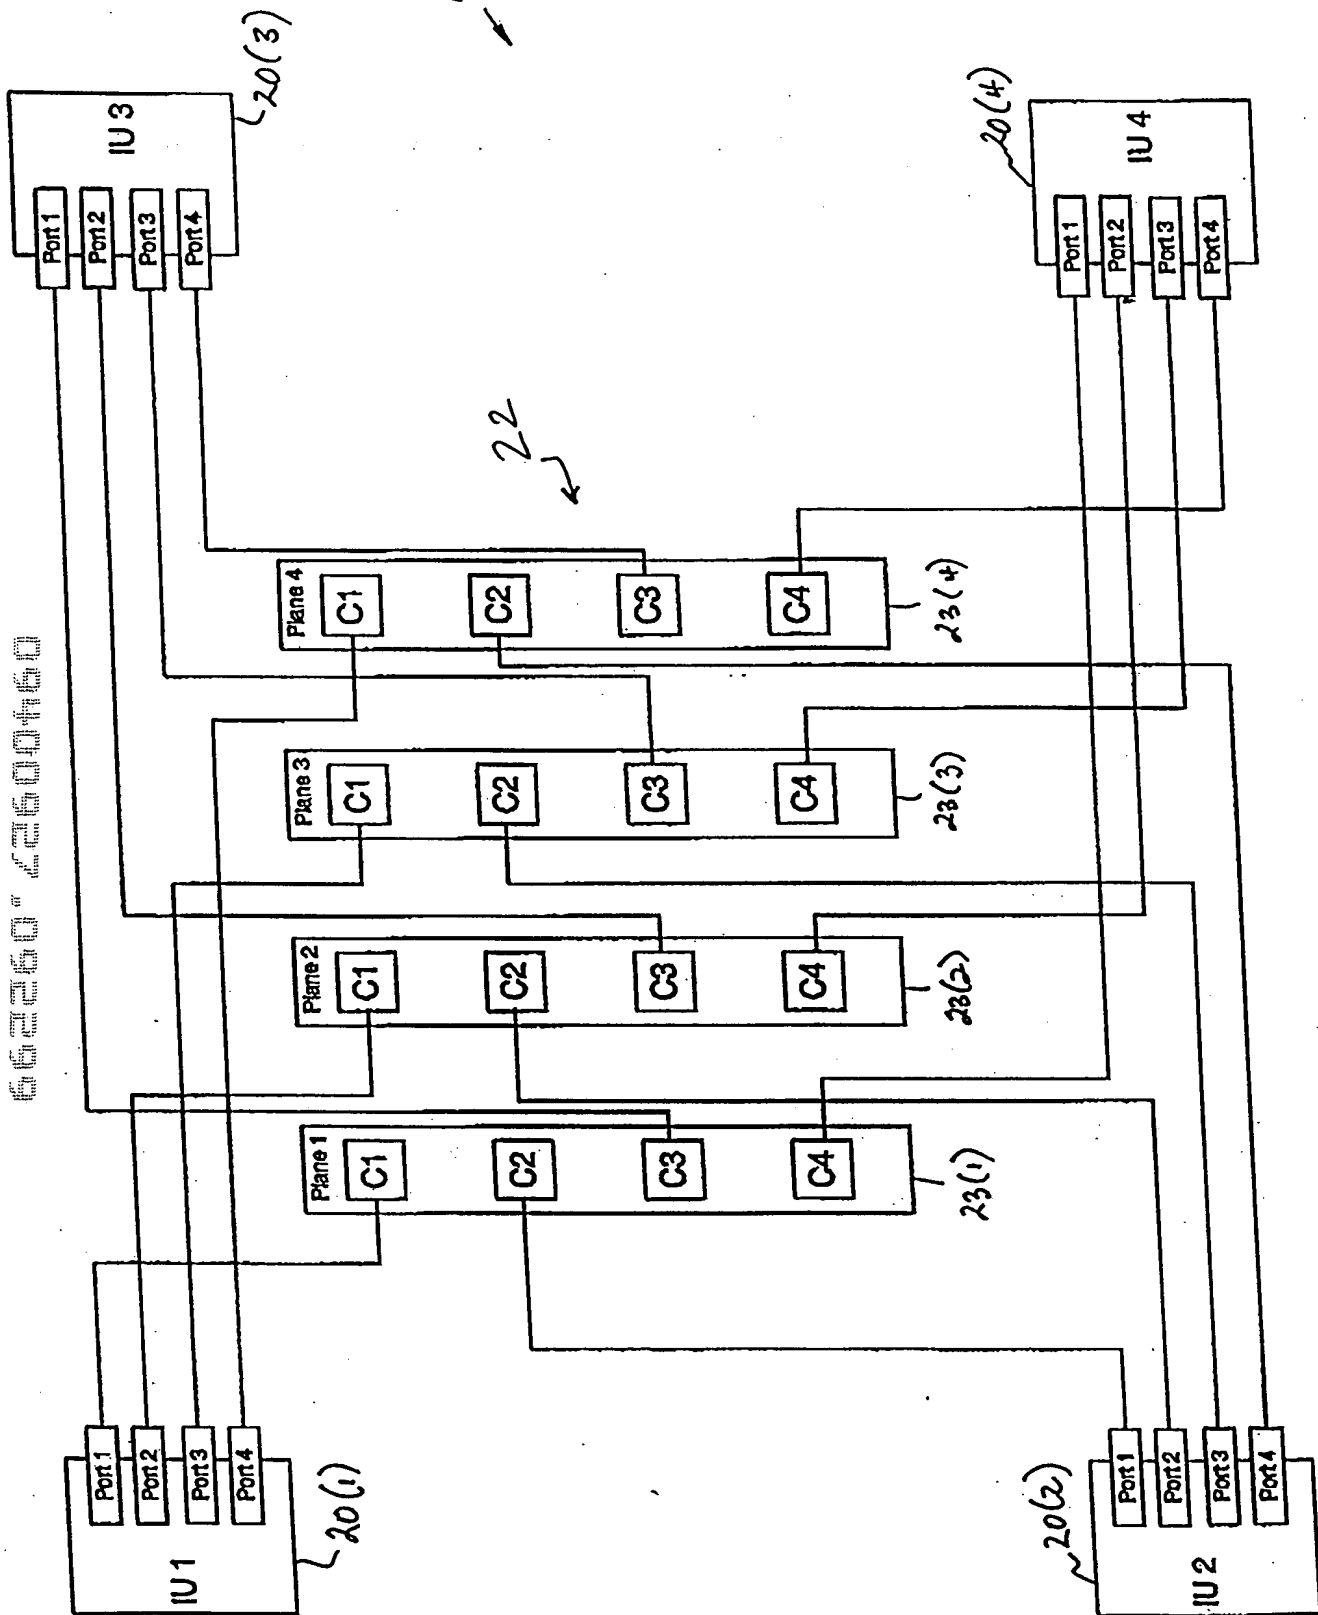 IU 1
Port 1
Port 2
Port 3
Port 4
20(1)
IU 3
Port 1
Port 2
Port 3
Port 4
20(3)
Plane 1
C1
C2
C3
C4
23(1)
Plane 2
C1
C2
C3
C4
23(2)
Plane 3
C1
C2
C3
C4
23(3)
Plane 4
C1
C2
C3
C4
23(4)
22
IU 2
Port 1
Port 2
Port 3
Port 4
20(2)
IU 4
Port 1
Port 2
Port 3
Port 4
20(4)